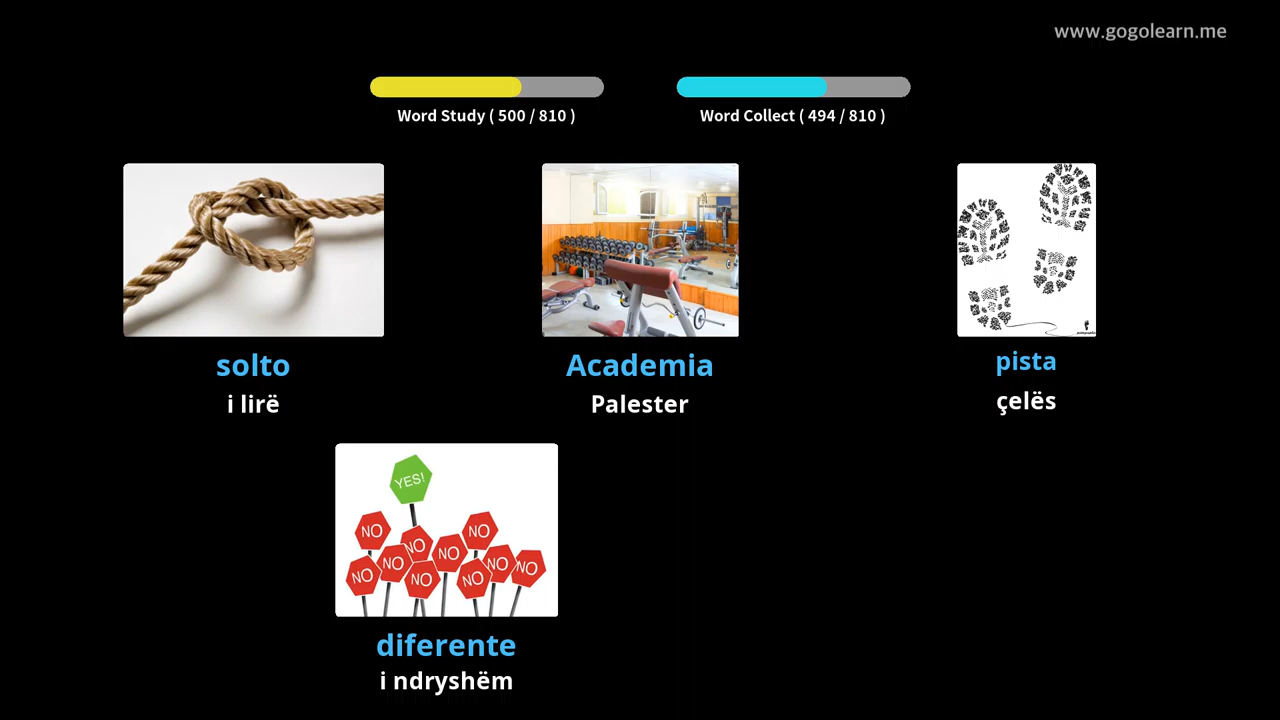 www.gogolearn.me
Word Study ( 500 / 810 )
Word Collect ( 494 / 810 )
solto
i lirë
Academia
Palester
pista
çelës
YES!
NO
NO
NO
NO
NO
NO
NO
NO
NO
NO
diferente
i ndryshëm